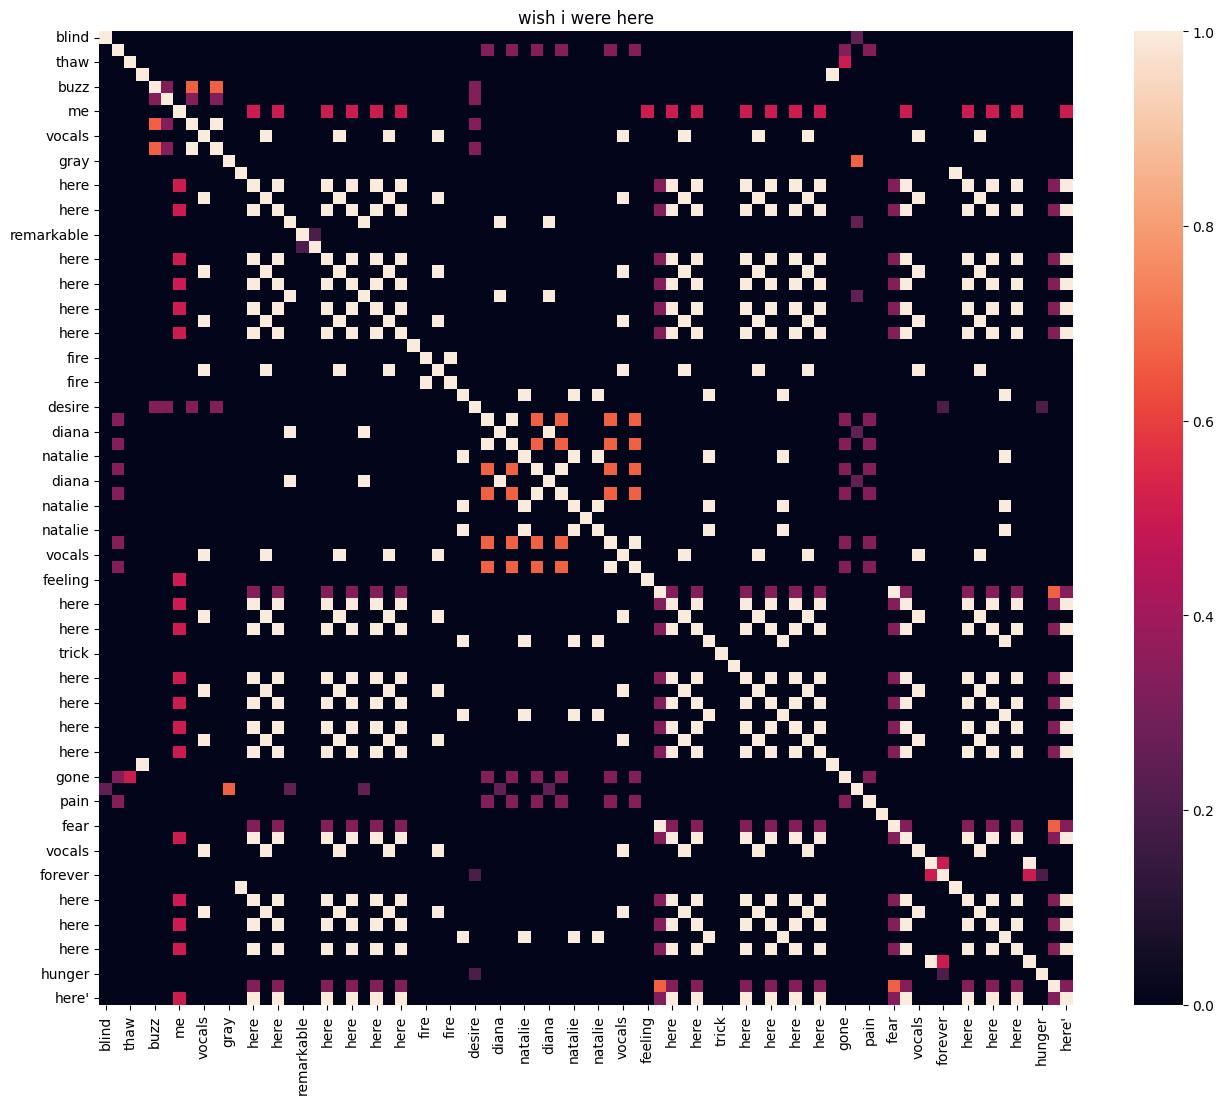 wish i were here
blind
thaw
buzz
me
vocals
gray
here
here
remarkable
here
here
here
here
fire
fire
desire
diana
natalie
diana
natalie
natalie
vocals
feeling
here
here
trick
here
here
here
here
gone
pain
fear
vocals
forever
here
here
here
hunger
here'
blind
thaw
buzz
me
vocals
gray
here
here
remarkable
here
here
here
here
fire
fire
desire
diana
natalie
diana
natalie
natalie
vocals
feeling
here
here
trick
here
here
here
here
gone
pain
fear
vocals
forever
here
here
here
hunger
here'
1.0
0.8
0.6
0.4
0.2
0.0